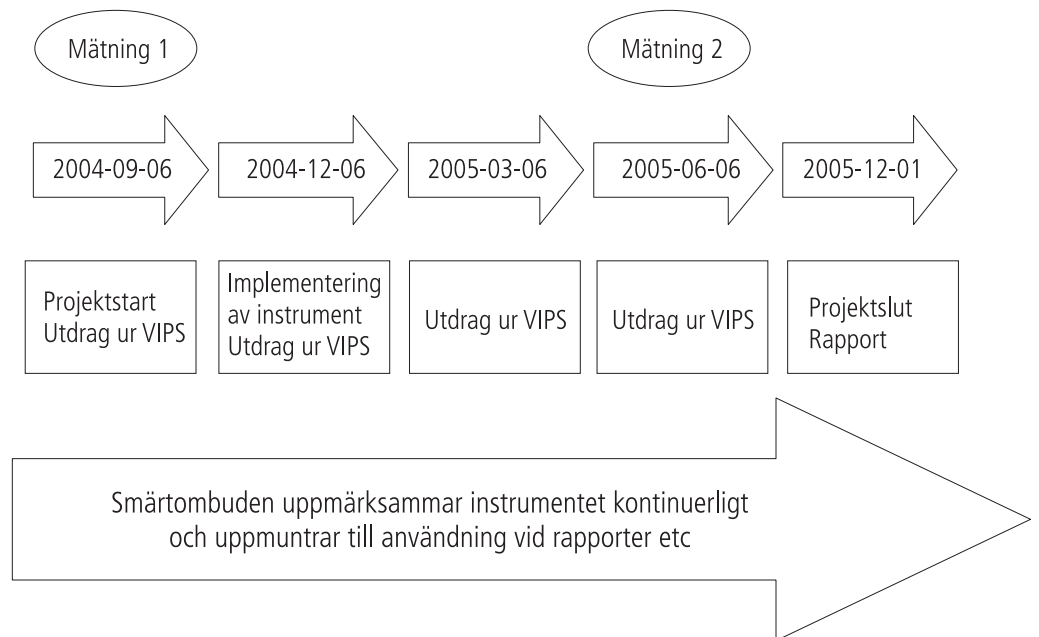 Mätning 1
Mätning 2
2004-09-06
2004-12-06
2005-03-06
2005-06-06
2005-12-01
Projektstart
Utdrag ur VIPS
Implementering
av instrument
Utdrag ur VIPS
Utdrag ur VIPS
Utdrag ur VIPS
Projektslut
Rapport
Smärtombuden uppmärksammar instrumentet kontinuerligt
och uppmuntrar till användning vid rapporter etc